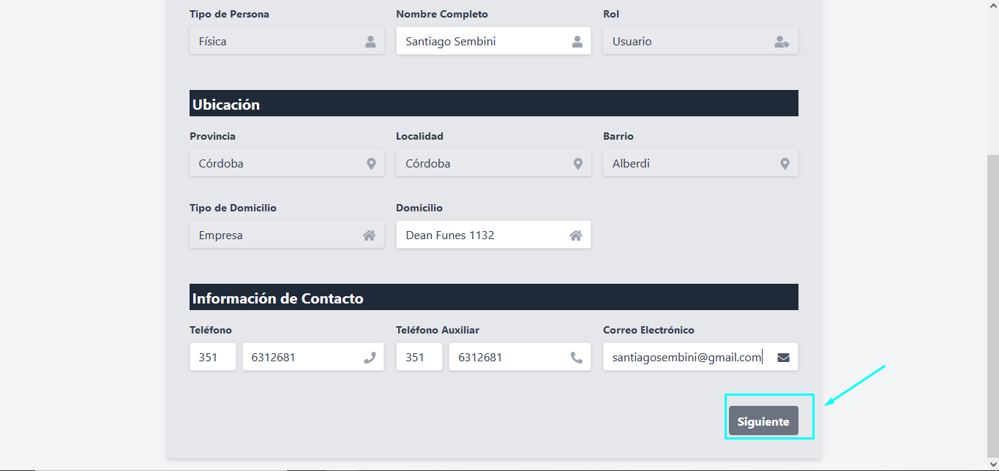 Tipo de Persona Nombre Completo Rol
Física Santiago Sembini Usuario
Ubicación
Provincia Localidad Barrio
Córdoba Córdoba Alberdi
Tipo de Domicilio Domicilio
Empresa Dean Funes 1132
Información de Contacto
Teléfono Teléfono Auxiliar Correo Electrónico
351 6312681 351 6312681 santiagosembini@gmail.com
Siguiente